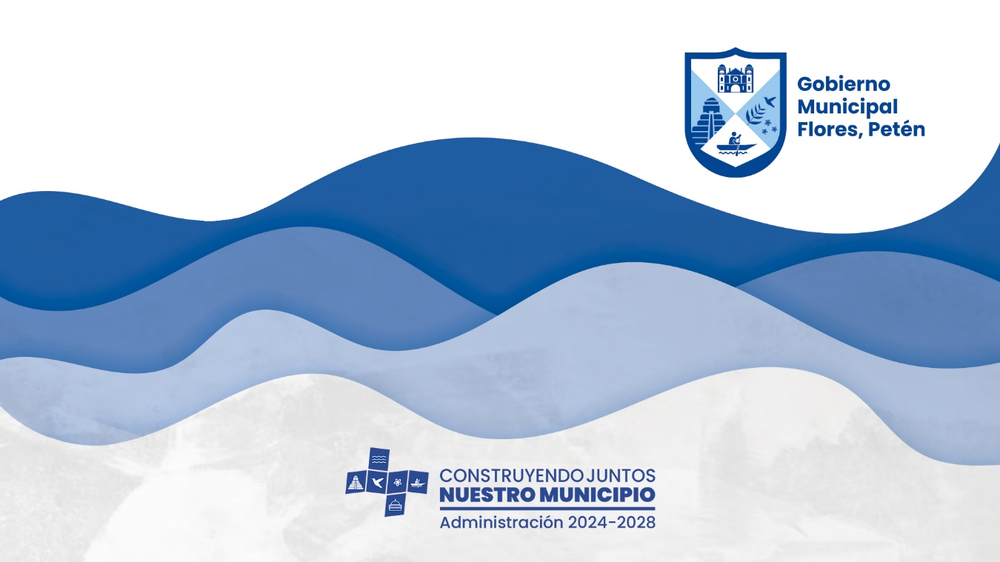 Gobierno
Municipal
Flores, Petén
CONSTRUYENDO JUNTOS
NUESTRO MUNICIPIO
Administración 2024-2028